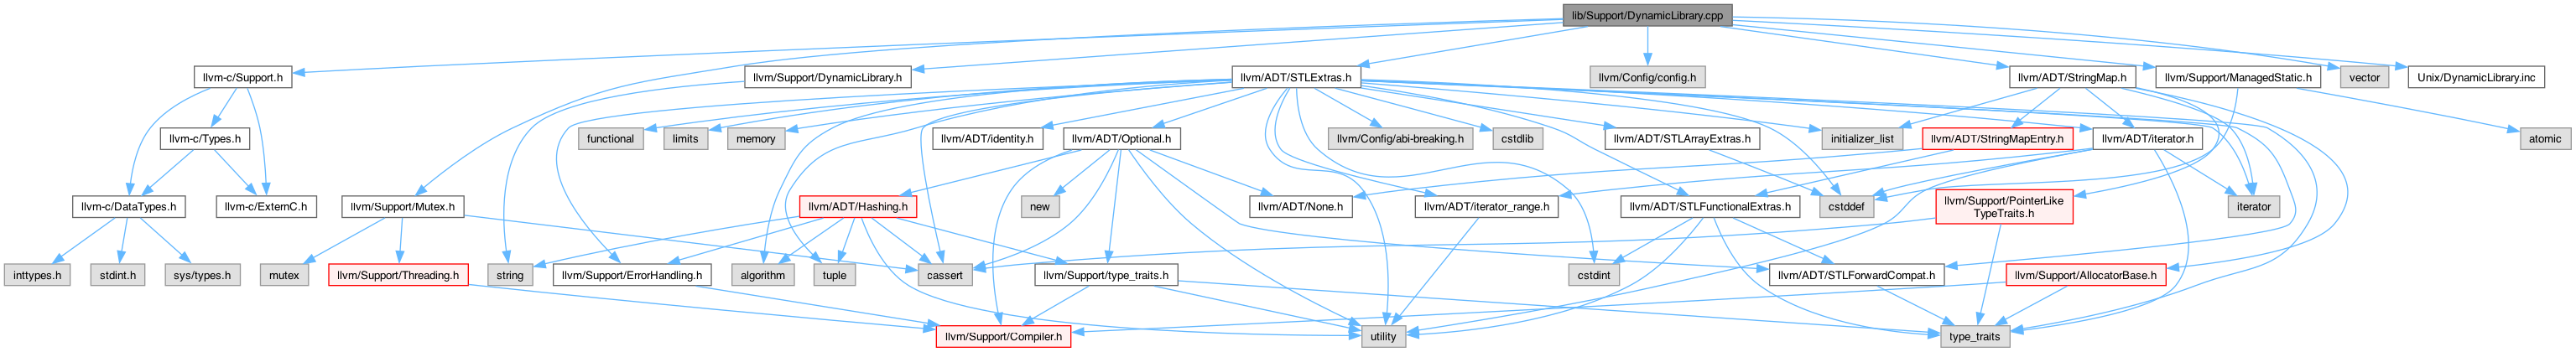 lib/Support/DynamicLibrary.cpp
llvm-c/Support.h
llvm/Support/DynamicLibrary.h
llvm/ADT/STLExtras.h
llvm/Config/config.h
llvm/ADT/StringMap.h
llvm/Support/ManagedStatic.h
vector
Unix/DynamicLibrary.inc
llvm-c/Types.h
functional
limits
memory
llvm/ADT/identity.h
llvm/ADT/Optional.h
llvm/Config/abi-breaking.h
cstdlib
llvm/ADT/STLArrayExtras.h
initializer_list
llvm/ADT/StringMapEntry.h
llvm/ADT/iterator.h
atomic
llvm-c/DataTypes.h
llvm-c/ExternC.h
llvm/Support/Mutex.h
llvm/ADT/Hashing.h
new
llvm/ADT/None.h
llvm/ADT/iterator_range.h
llvm/ADT/STLFunctionalExtras.h
cstddef
llvm/Support/PointerLike
TypeTraits.h
iterator
inttypes.h
stdint.h
sys/types.h
mutex
llvm/Support/Threading.h
string
llvm/Support/ErrorHandling.h
algorithm
tuple
cassert
llvm/Support/type_traits.h
cstdint
llvm/ADT/STLForwardCompat.h
llvm/Support/AllocatorBase.h
llvm/Support/Compiler.h
utility
type_traits